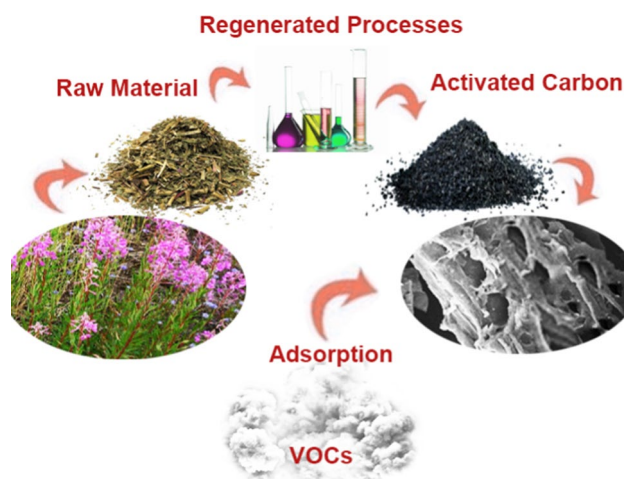 Regenerated Processes
Raw Material
Activated Carbon
Adsorption
VOCs